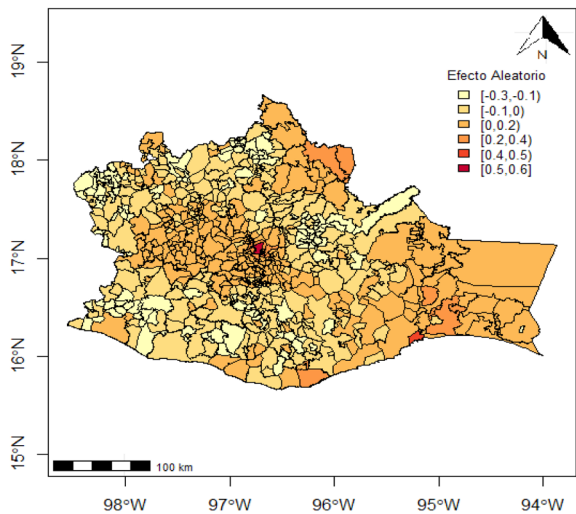 N
Efecto Aleatorio
[-0.3,-0.1)
[-0.1,0)
[0,0.2)
[0.2,0.4)
[0.4,0.5)
[0.5,0.6]
19°N
18°N
17°N
16°N
15°N
100 km
98°W 97°W 96°W 95°W 94°W